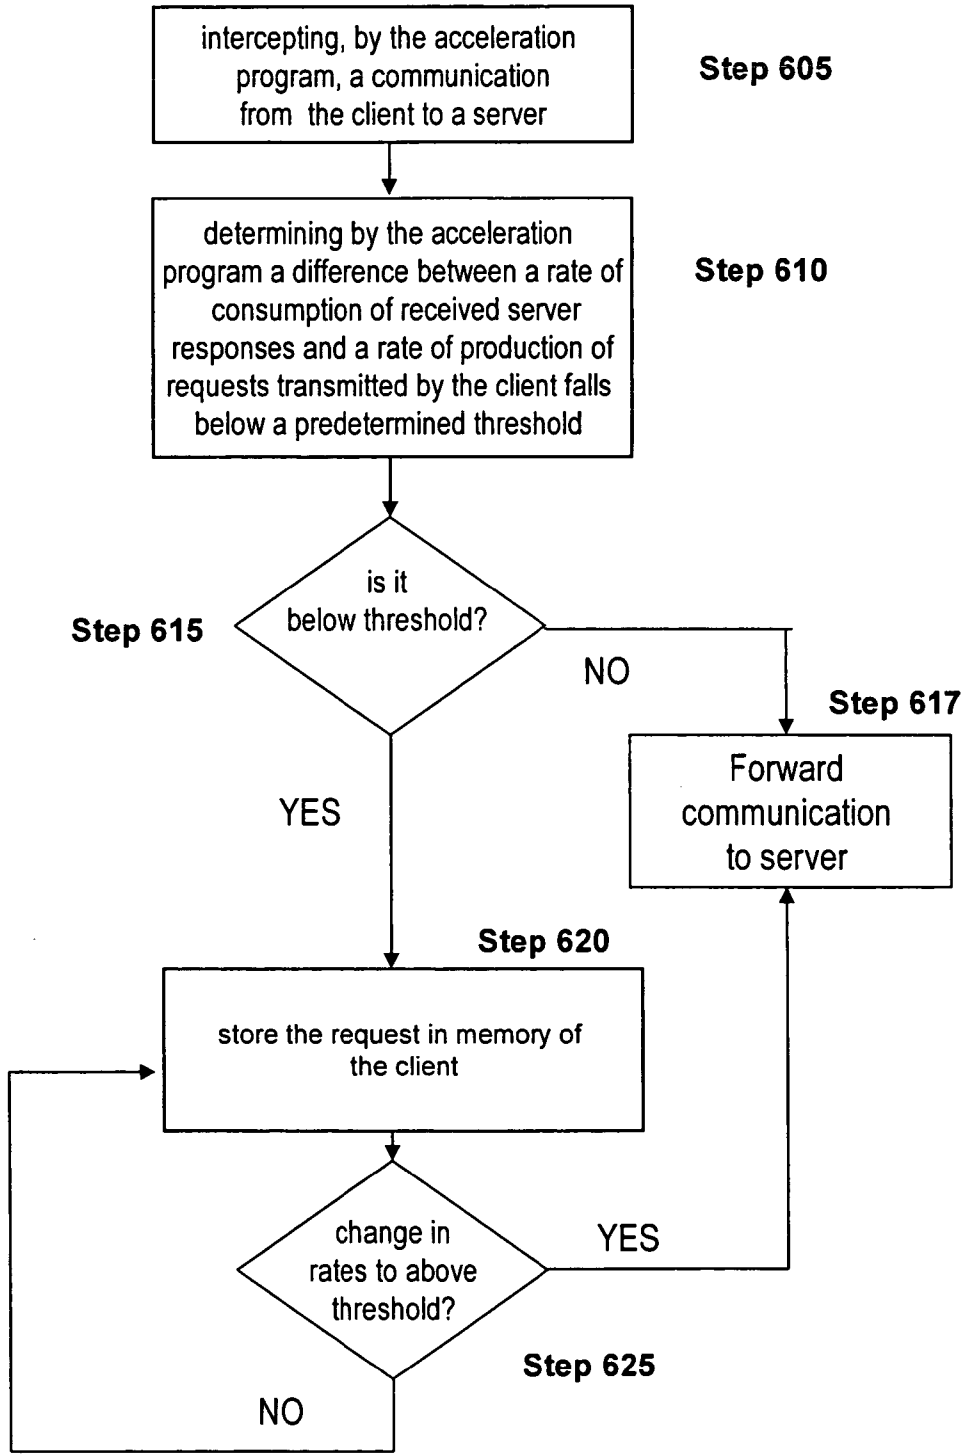 intercepting, by the acceleration
program, a communication
from the client to a server
Step 605
determining by the acceleration
program a difference between a rate of
consumption of received server
responses and a rate of production of
requests transmitted by the client falls
below a predetermined threshold
Step 610
is it
below threshold?
Step 615
NO
Step 617
Forward
communication
to server
YES
Step 620
store the request in memory of
the client
change in
rates to above
threshold?
YES
Step 625
NO